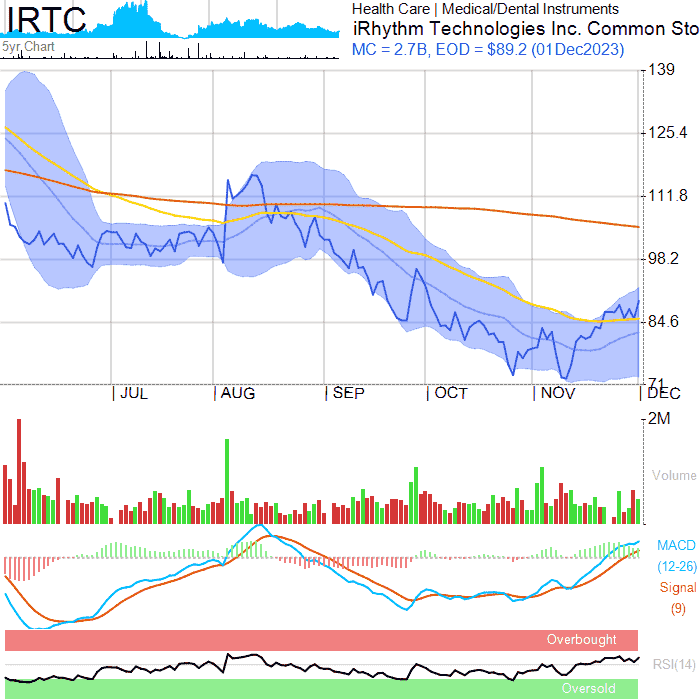 IRTC
5yr. Chart
Health Care | Medical/Dental Instruments
iRhythm Technologies Inc. Common Sto
MC = 2.7B, EOD = $89.2 (01Dec2023)
139
125.4
111.8
98.2
84.6
71
JUL
AUG
SEP
OCT
NOV
DEC
2M
Volume
MACD
(12-26)
Signal
(9)
Overbought
RSI(14)
Oversold